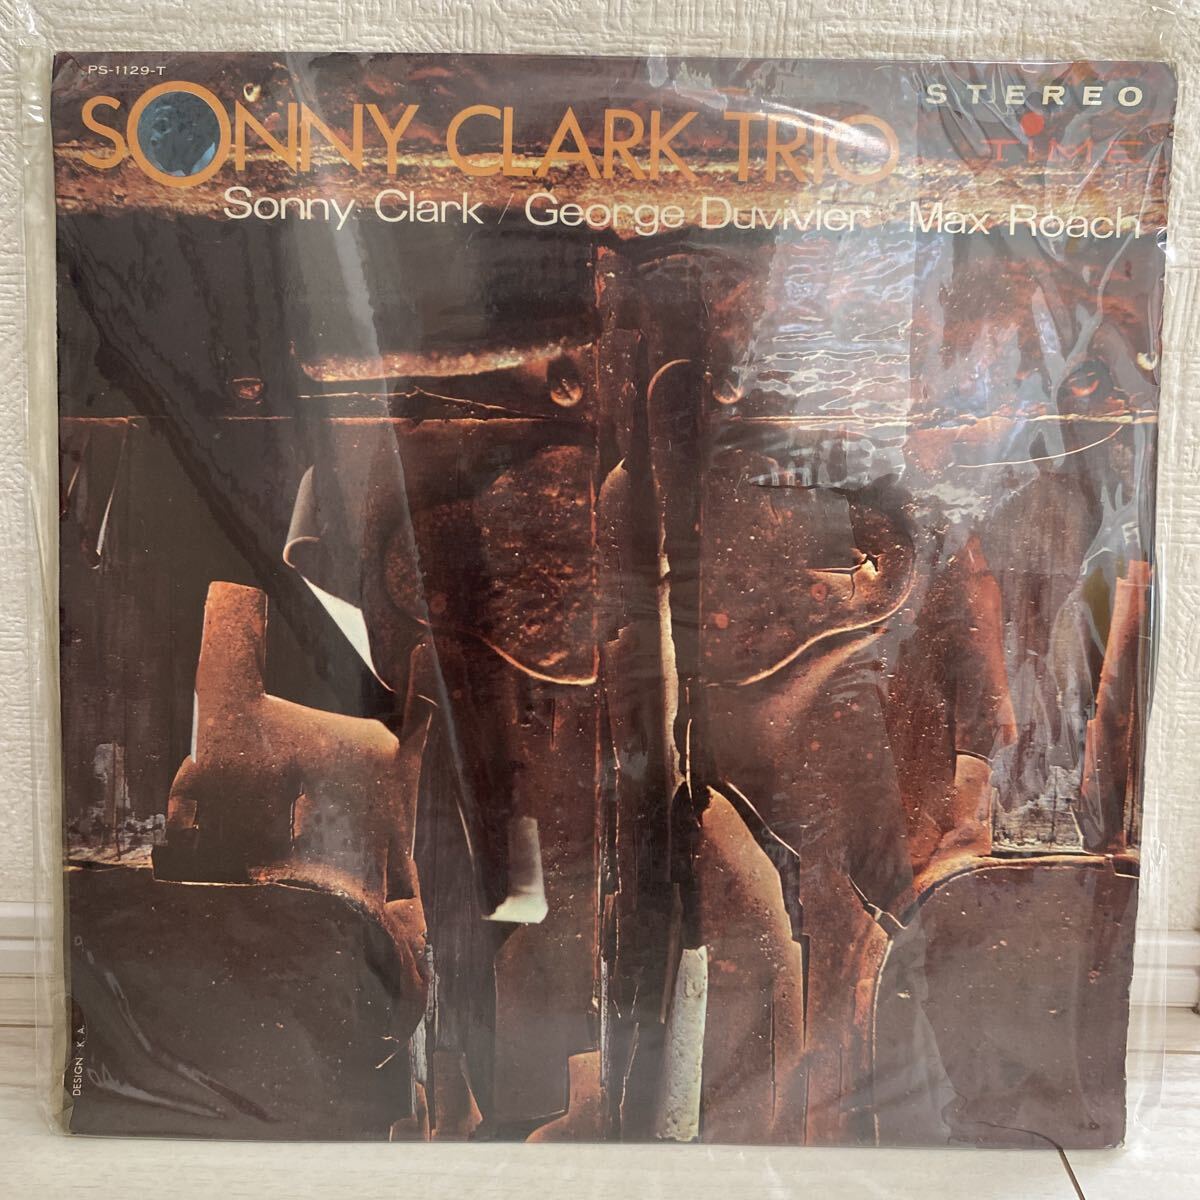 PS-1129-T
STEREO
SONNY CLARK TRIO
TIME
Sonny Clark / George Duvivier / Max Roach
DESIGN K. A.